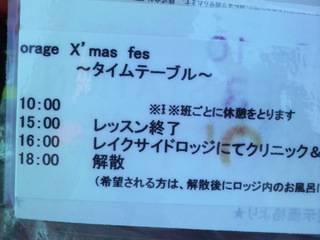 orage X'mas fes
～タイムテーブル～
10:00 ※Ⅰ※班ごとに休憩をとります
15:00 レッスン終了
16:00 レイクサイドロッジにてクリニック＆
18:00 解散
(希望される方は、解散後にロッジ内のお風呂